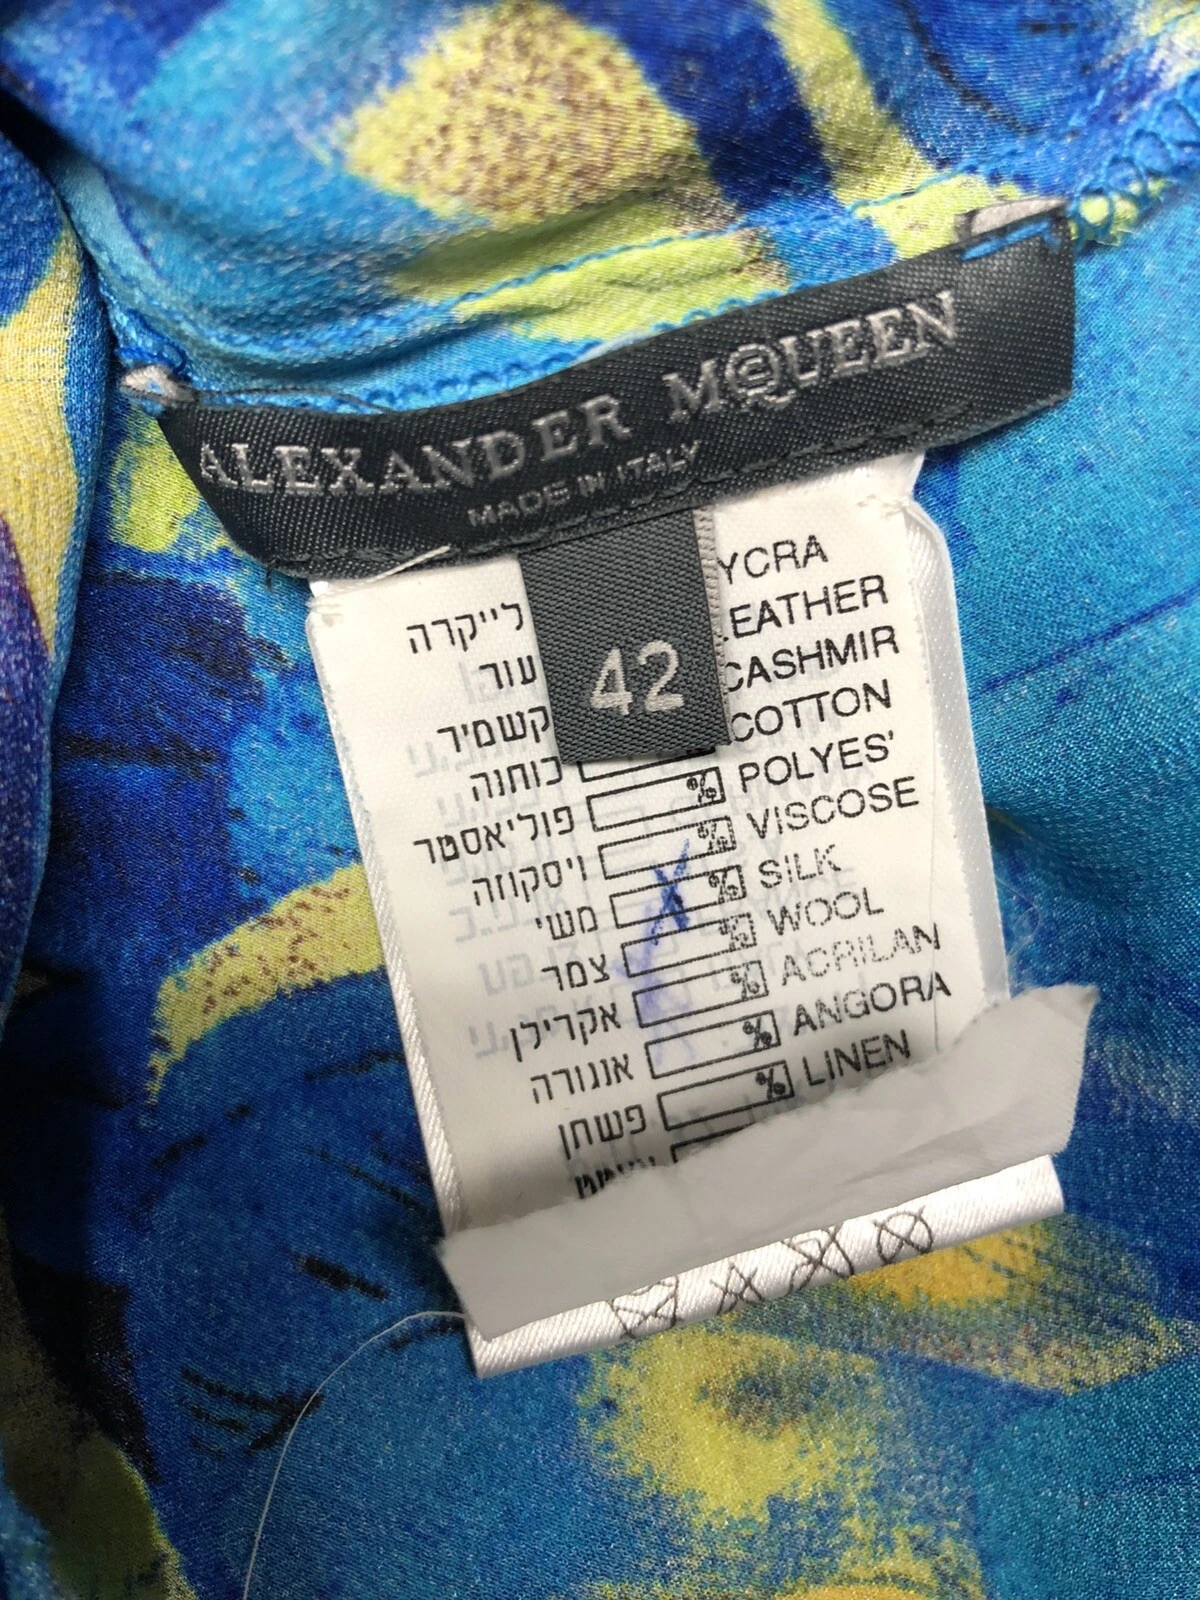 ALEXANDER MCQUEEN
MADE IN ITALY
42
לייקרה YCRA
עור EATHER
קשמיר CASHMIR
כותנה COTTON
פוליאסטר % POLYES'
ויסקוזה % VISCOSE
משי X % SILK
צמר % WOOL
אקרילן % ACRILAN
אנגורה % ANGORA
פשתן % LINEN